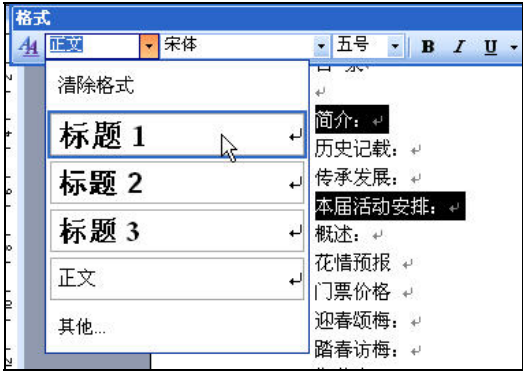 格式
正文 宋体 五号 B I U
清除格式
标题 1
标题 2
标题 3
正文
其他...
简介：
历史记载：
传承发展：
本届活动安排：
概述：
花情预报
门票价格
迎春颂梅：
踏春访梅：